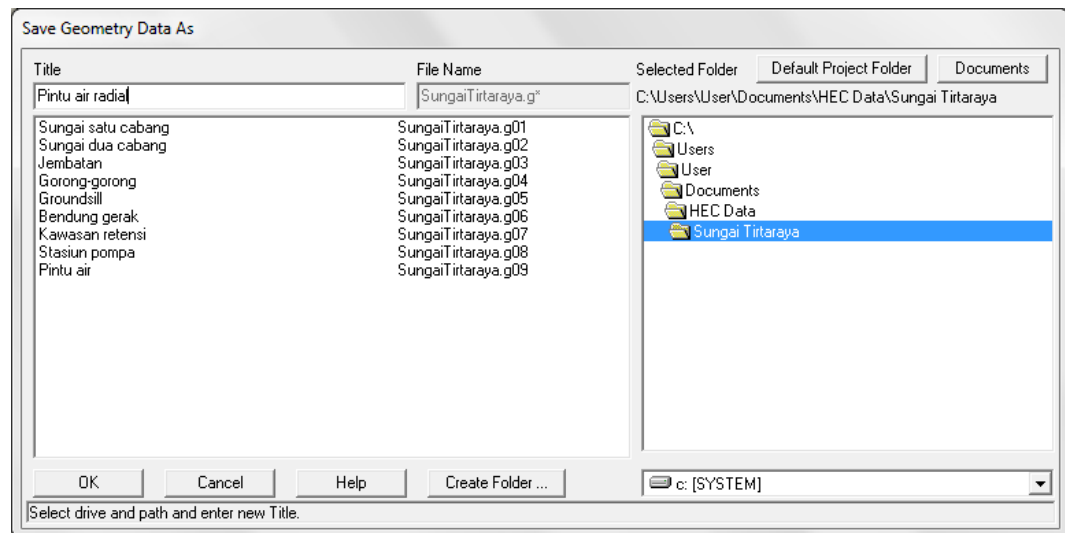 Save Geometry Data As
Title File Name Selected Folder Default Project Folder Documents
Pintu air radial SungaiTirtaraya.g* C:\Users\User\Documents\HEC Data\Sungai Tirtaraya
Sungai satu cabang SungaiTirtaraya.g01
Sungai dua cabang SungaiTirtaraya.g02
Jembatan SungaiTirtaraya.g03
Gorong-gorong SungaiTirtaraya.g04
Groundsill SungaiTirtaraya.g05
Bendung gerak SungaiTirtaraya.g06
Kawasan retensi SungaiTirtaraya.g07
Stasiun pompa SungaiTirtaraya.g08
Pintu air SungaiTirtaraya.g09
C:\
Users
User
Documents
HEC Data
Sungai Tirtaraya
OK Cancel Help Create Folder ... c: [SYSTEM]
Select drive and path and enter new Title.